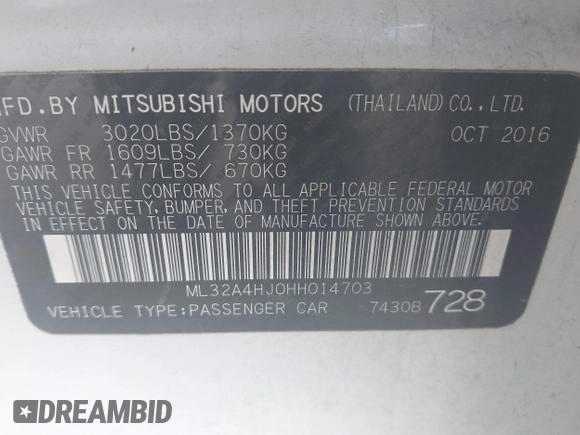 MFD.BY MITSUBISHI MOTORS (THAILAND)CO.,LTD.
GVWR 3020LBS/1370KG OCT 2016
GAWR FR 1609LBS/ 730KG
GAWR RR 1477LBS/ 670KG
THIS VEHICLE CONFORMS TO ALL APPLICABLE FEDERAL MOTOR
VEHICLE SAFETY, BUMPER, AND THEFT PREVENTION STANDARDS
IN EFFECT ON THE DATE OF MANUFACTURE SHOWN ABOVE.
ML32A4HJ0HH014703
VEHICLE TYPE:PASSENGER CAR 7430B 728
DREAMBID